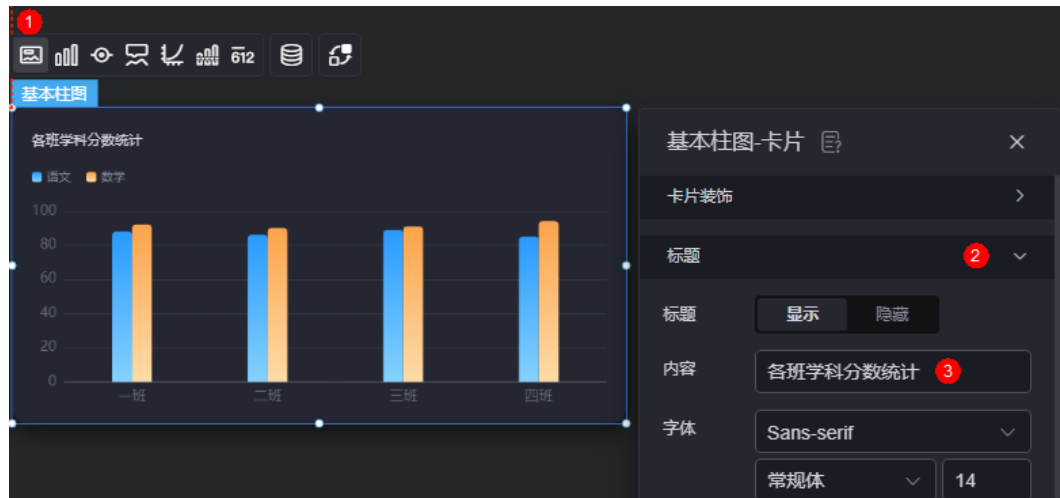 1
612
基本柱图
各班学科分数统计
语文 数学
100
80
60
40
20
0
一班 二班 三班 四班
基本柱图-卡片
卡片装饰
标题 2
标题 显示 隐藏
内容 各班学科分数统计 3
字体 Sans-serif
常规体 14